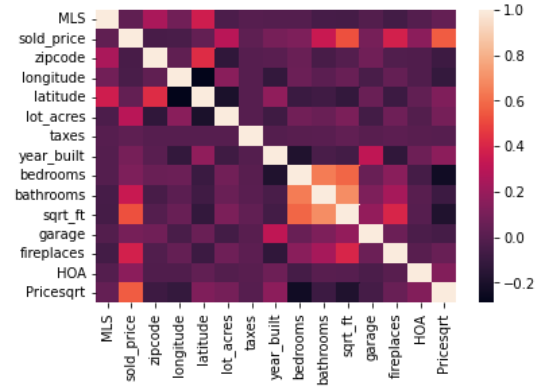 MLS
sold_price
zipcode
longitude
latitude
lot_acres
taxes
year_built
bedrooms
bathrooms
sqrt_ft
garage
fireplaces
HOA
Pricesqrt
MLS
sold_price
zipcode
longitude
latitude
lot_acres
taxes
year_built
bedrooms
bathrooms
sqrt_ft
garage
fireplaces
HOA
Pricesqrt
1.0
0.8
0.6
0.4
0.2
0.0
−0.2